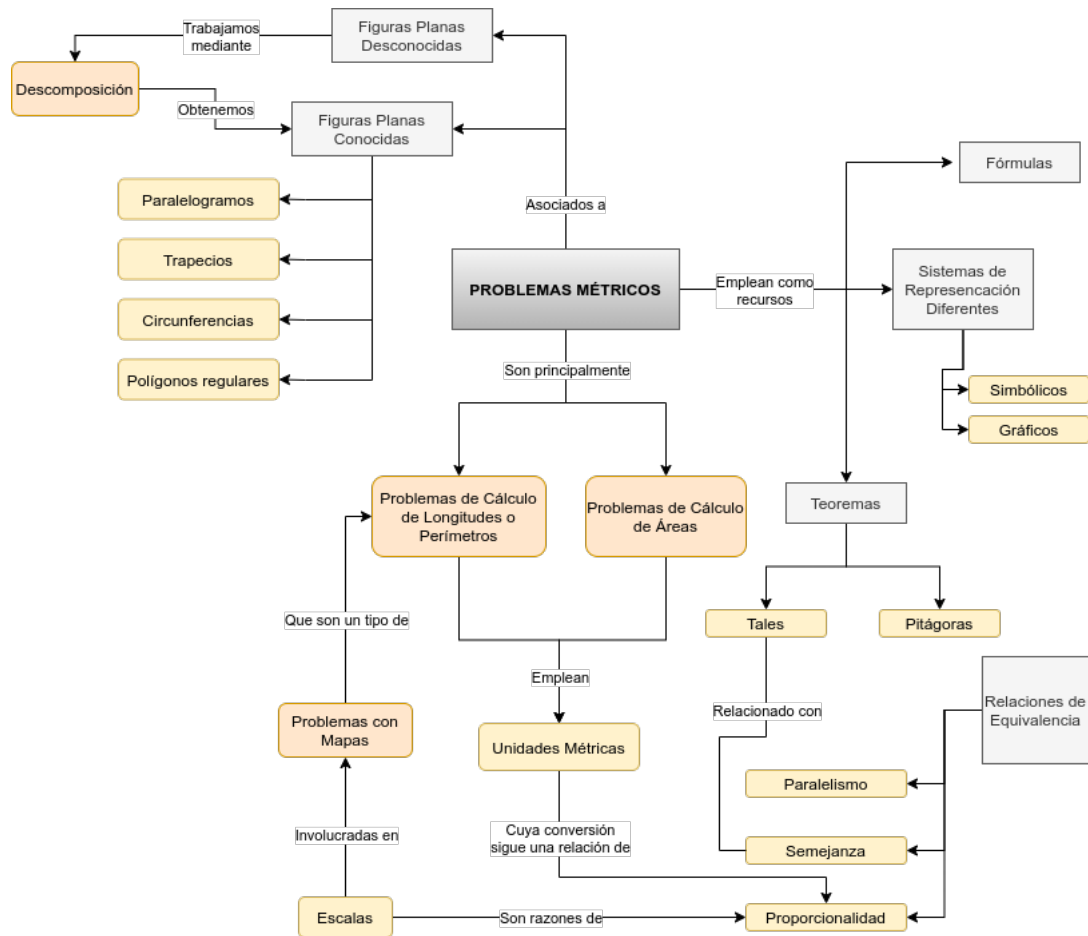 Trabajamos
mediante
Figuras Planas
Desconocidas
Descomposición
Obtenemos
Figuras Planas
Conocidas
Paralelogramos
Trapecios
Circunferencias
Polígonos regulares
Asociados a
PROBLEMAS MÉTRICOS
Emplean como
recursos
Fórmulas
Sistemas de
Represencación
Diferentes
Simbólicos
Gráficos
Son principalmente
Problemas de Cálculo
de Longitudes o
Perímetros
Problemas de Cálculo
de Áreas
Teoremas
Tales
Pitágoras
Que son un tipo de
Emplean
Relacionado con
Relaciones de
Equivalencia
Problemas con
Mapas
Unidades Métricas
Paralelismo
Involucradas en
Cuya conversión
sigue una relación de
Semejanza
Escalas
Son razones de
Proporcionalidad